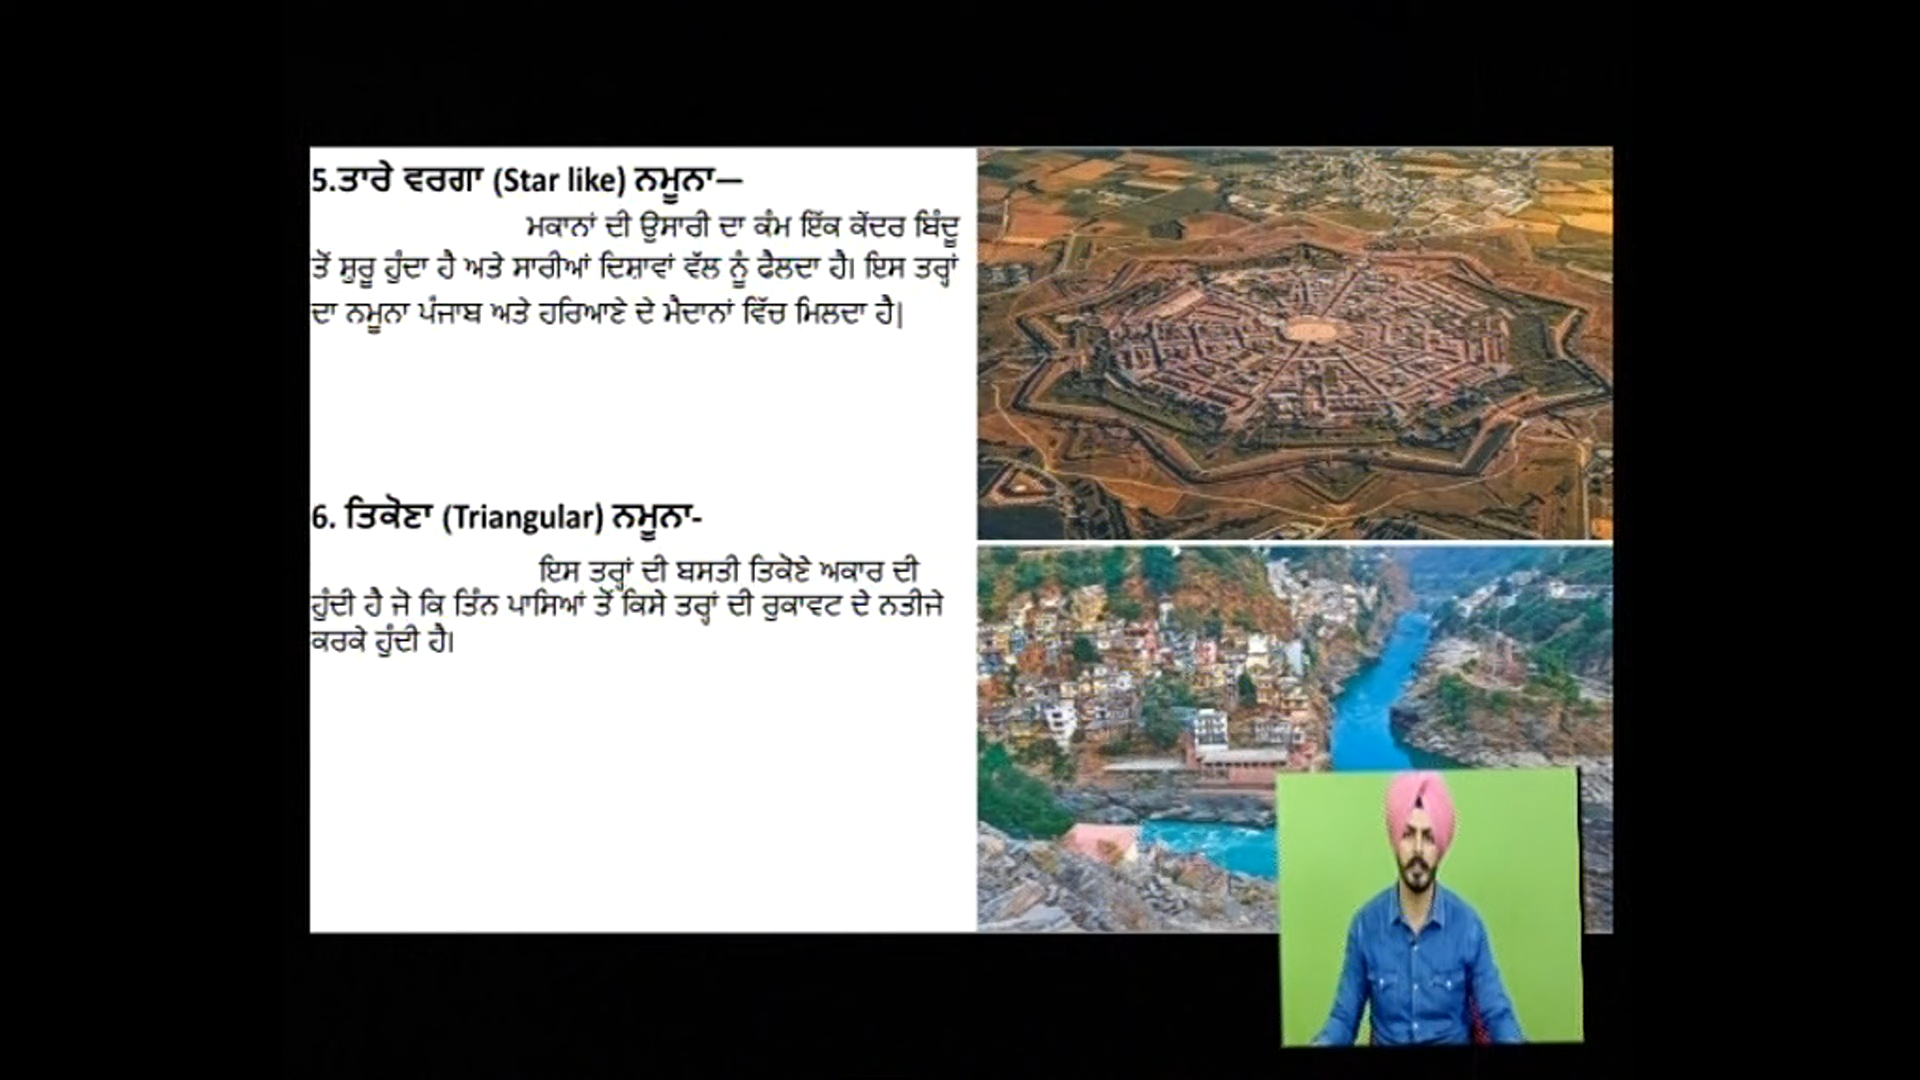 5.ਤਾਰੇ ਵਰਗਾ (Star like) ਨਮੂਨਾ—
ਮਕਾਨਾਂ ਦੀ ਉਸਾਰੀ ਦਾ ਕੰਮ ਇੱਕ ਕੇਂਦਰ ਬਿੰਦੂ
ਤੋਂ ਸ਼ੁਰੂ ਹੁੰਦਾ ਹੈ ਅਤੇ ਸਾਰੀਆਂ ਦਿਸ਼ਾਵਾਂ ਵੱਲ ਨੂੰ ਫੈਲਦਾ ਹੈ। ਇਸ ਤਰ੍ਹਾਂ
ਦਾ ਨਮੂਨਾ ਪੰਜਾਬ ਅਤੇ ਹਰਿਆਣੇ ਦੇ ਮੈਦਾਨਾਂ ਵਿੱਚ ਮਿਲਦਾ ਹੈ|
6. ਤਿਕੋਣਾ (Triangular) ਨਮੂਨਾ-
ਇਸ ਤਰ੍ਹਾਂ ਦੀ ਬਸਤੀ ਤਿਕੋਣੇ ਅਕਾਰ ਦੀ
ਹੁੰਦੀ ਹੈ ਜੋ ਕਿ ਤਿੰਨ ਪਾਸਿਆਂ ਤੋਂ ਕਿਸੇ ਤਰ੍ਹਾਂ ਦੀ ਰੁਕਾਵਟ ਦੇ ਨਤੀਜੇ
ਕਰਕੇ ਹੁੰਦੀ ਹੈ।